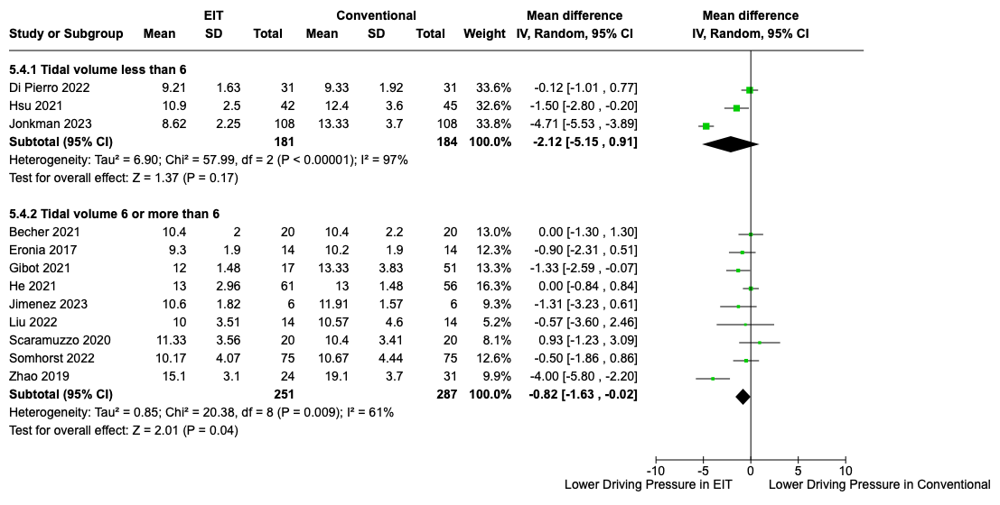 EIT Conventional Mean difference Mean difference
Study or Subgroup Mean SD Total Mean SD Total Weight IV, Random, 95% CI IV, Random, 95% CI
5.4.1 Tidal volume less than 6
Di Pierro 2022 9.21 1.63 31 9.33 1.92 31 33.6% -0.12 [-1.01 , 0.77]
Hsu 2021 10.9 2.5 42 12.4 3.6 45 32.6% -1.50 [-2.80 , -0.20]
Jonkman 2023 8.62 2.25 108 13.33 3.7 108 33.8% -4.71 [-5.53 , -3.89]
Subtotal (95% CI) 181 184 100.0% -2.12 [-5.15 , 0.91]
Heterogeneity: Tau² = 6.90; Chi² = 57.99, df = 2 (P < 0.00001); I² = 97%
Test for overall effect: Z = 1.37 (P = 0.17)
5.4.2 Tidal volume 6 or more than 6
Becher 2021 10.4 2 20 10.4 2.2 20 13.0% 0.00 [-1.30 , 1.30]
Eronia 2017 9.3 1.9 14 10.2 1.9 14 12.3% -0.90 [-2.31 , 0.51]
Gibot 2021 12 1.48 17 13.33 3.83 51 13.3% -1.33 [-2.59 , -0.07]
He 2021 13 2.96 61 13 1.48 56 16.3% 0.00 [-0.84 , 0.84]
Jimenez 2023 10.6 1.82 6 11.91 1.57 6 9.3% -1.31 [-3.23 , 0.61]
Liu 2022 10 3.51 14 10.57 4.6 14 5.2% -0.57 [-3.60 , 2.46]
Scaramuzzo 2020 11.33 3.56 20 10.4 3.41 20 8.1% 0.93 [-1.23 , 3.09]
Somhorst 2022 10.17 4.07 75 10.67 4.44 75 12.6% -0.50 [-1.86 , 0.86]
Zhao 2019 15.1 3.1 24 19.1 3.7 31 9.9% -4.00 [-5.80 , -2.20]
Subtotal (95% CI) 251 287 100.0% -0.82 [-1.63 , -0.02]
Heterogeneity: Tau² = 0.85; Chi² = 20.38, df = 8 (P = 0.009); I² = 61%
Test for overall effect: Z = 2.01 (P = 0.04)
-10 -5 0 5 10
Lower Driving Pressure in EIT Lower Driving Pressure in Conventional